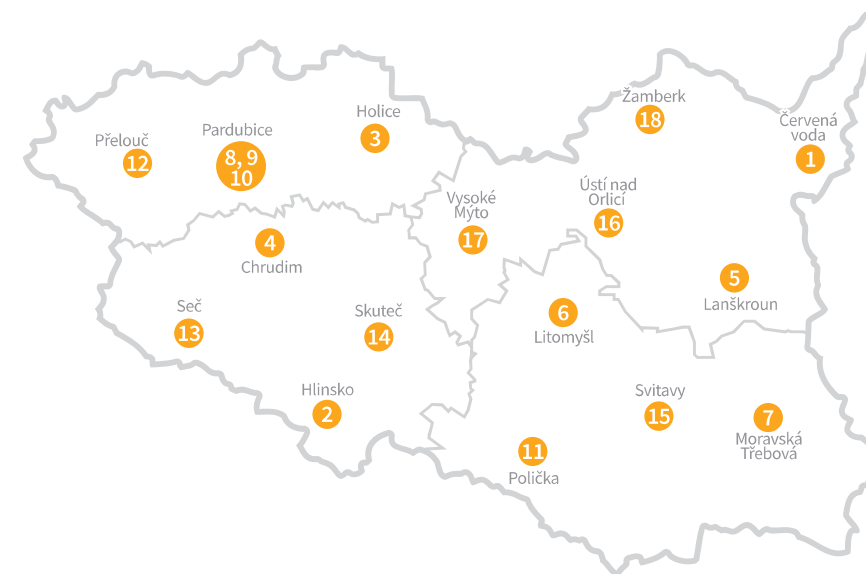 Žamberk
18
Červená
voda
1
Holice
3
Pardubice
8, 9
10
Přelouč
12
Ústí nad
Orlicí
16
Vysoké
Mýto
17
4
Chrudim
5
Lanškroun
Seč
13
Skuteč
14
6
Litomyšl
Hlinsko
2
Svitavy
15
7
Moravská
Třebová
11
Polička